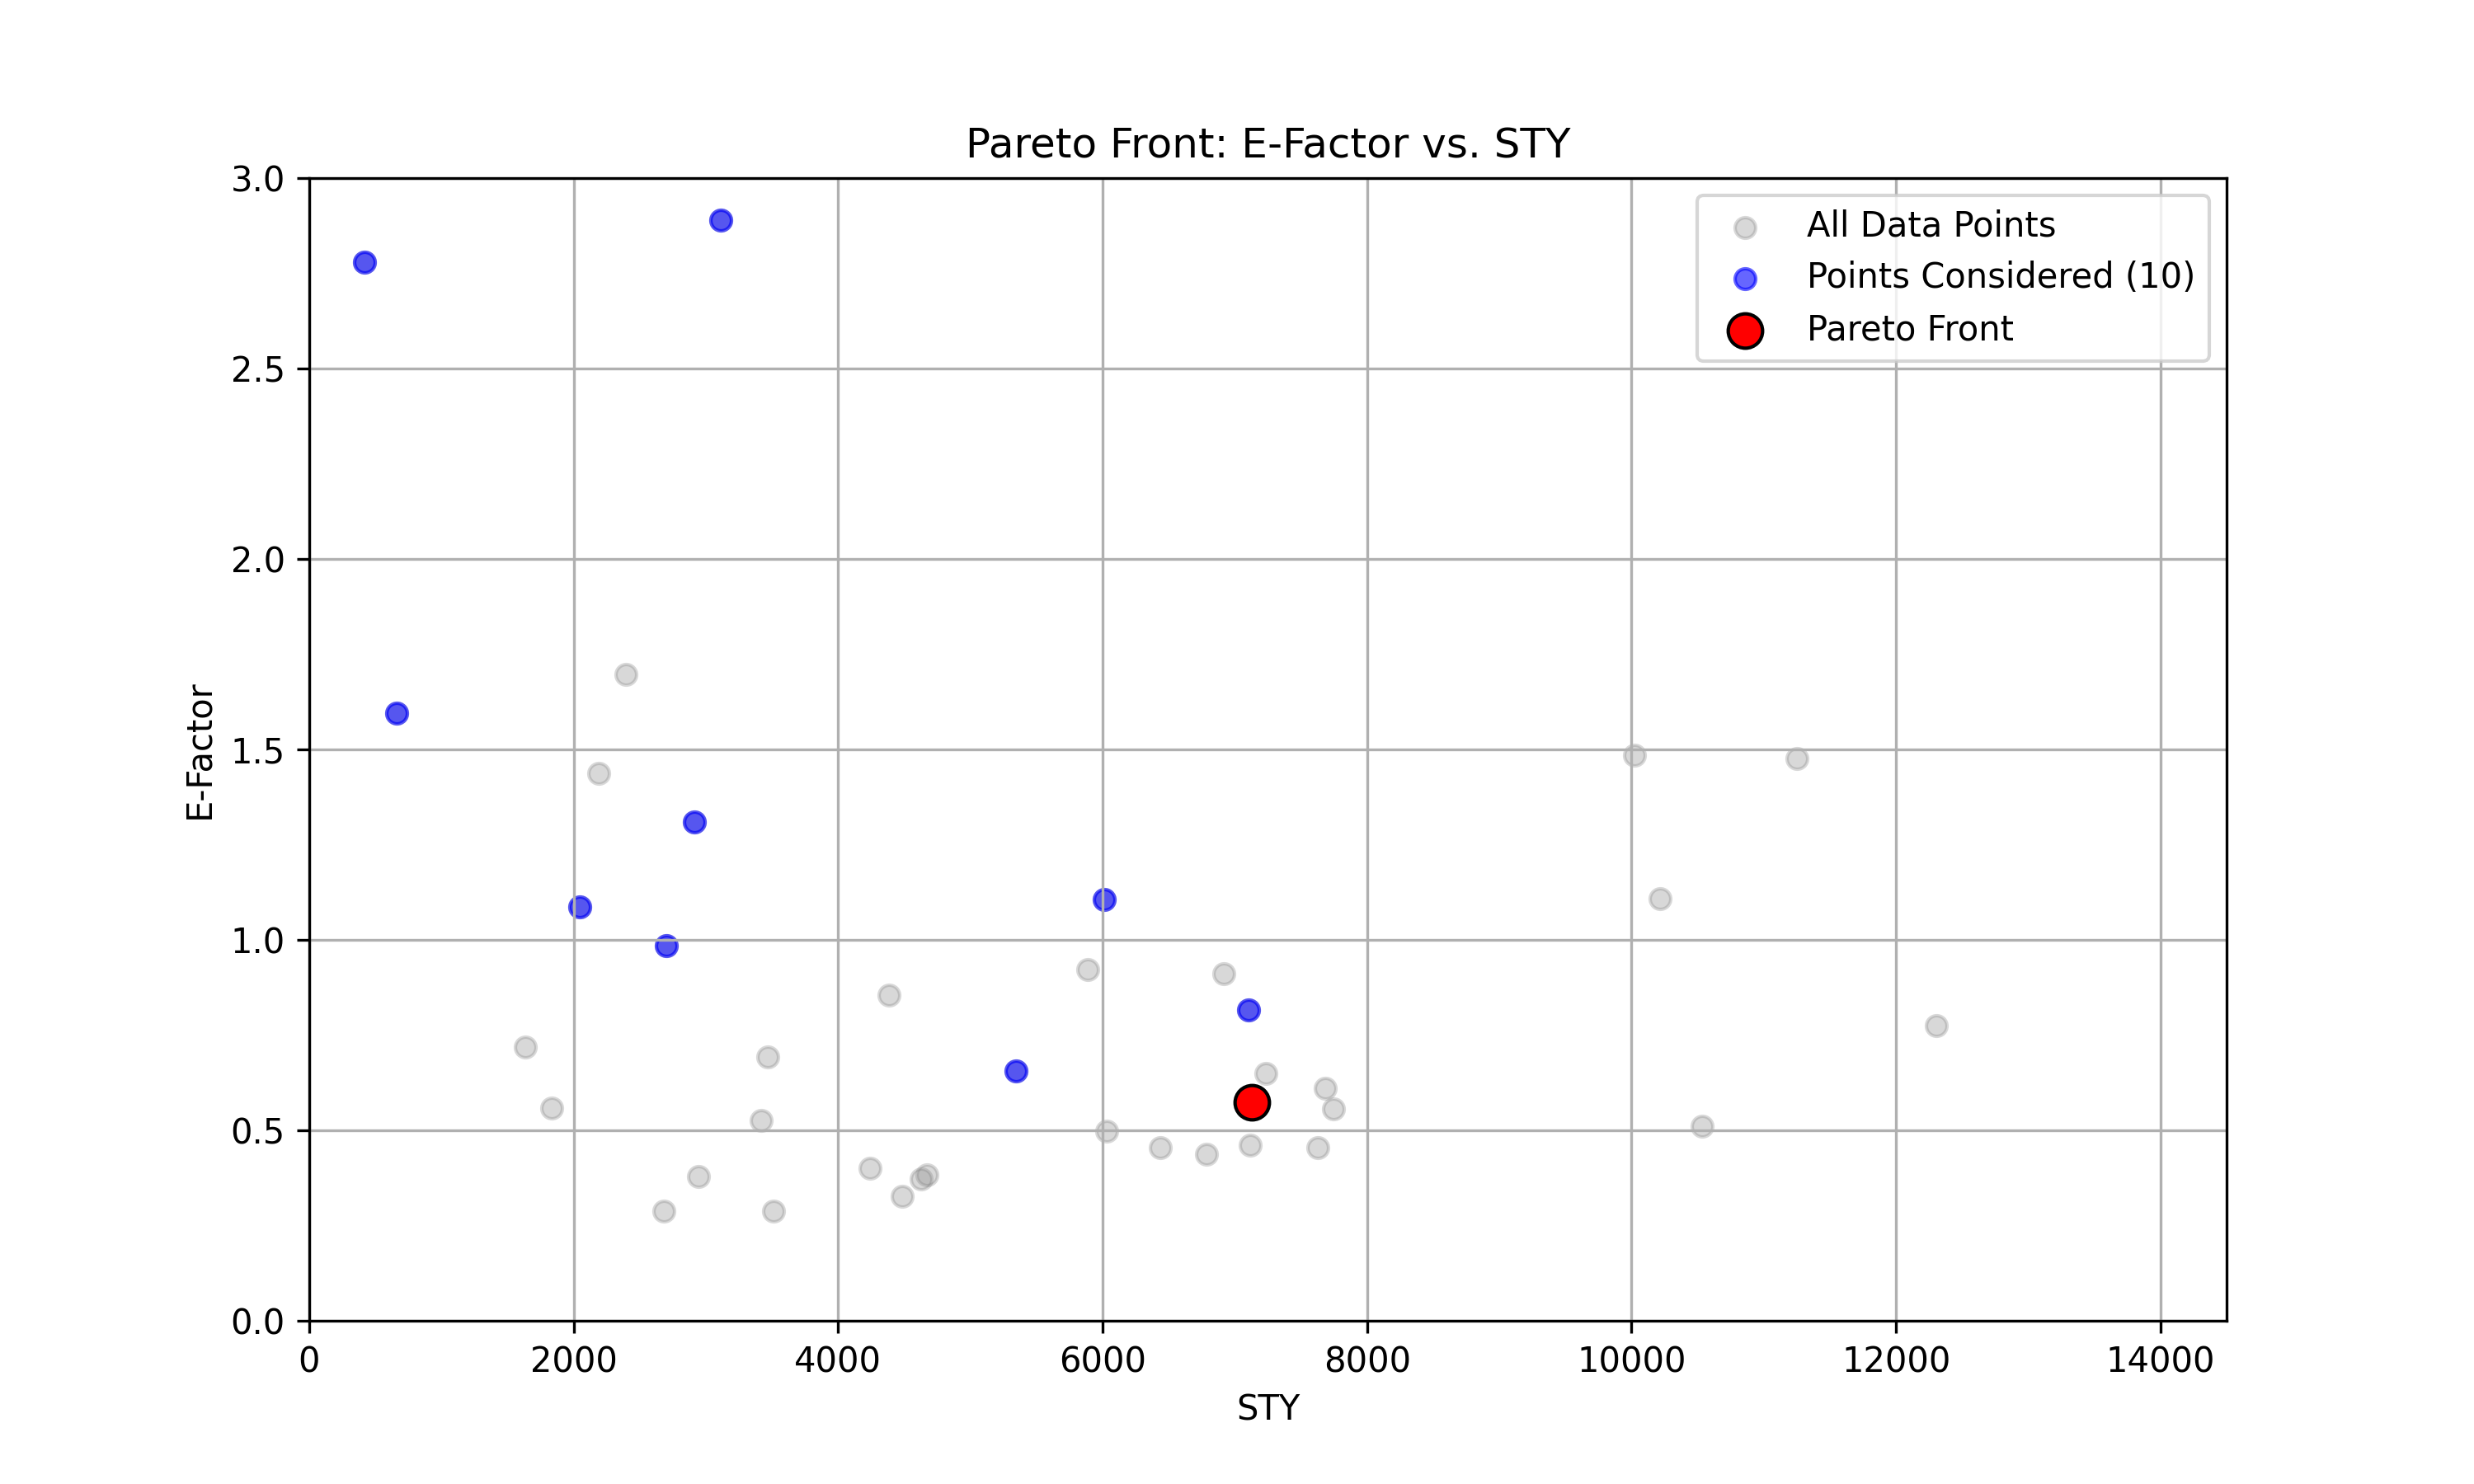 Pareto Front: E-Factor vs. STY
All Data Points
Points Considered (10)
Pareto Front
3.0
2.5
2.0
1.5
1.0
0.5
0.0
E-Factor
0 2000 4000 6000 8000 10000 12000 14000
STY